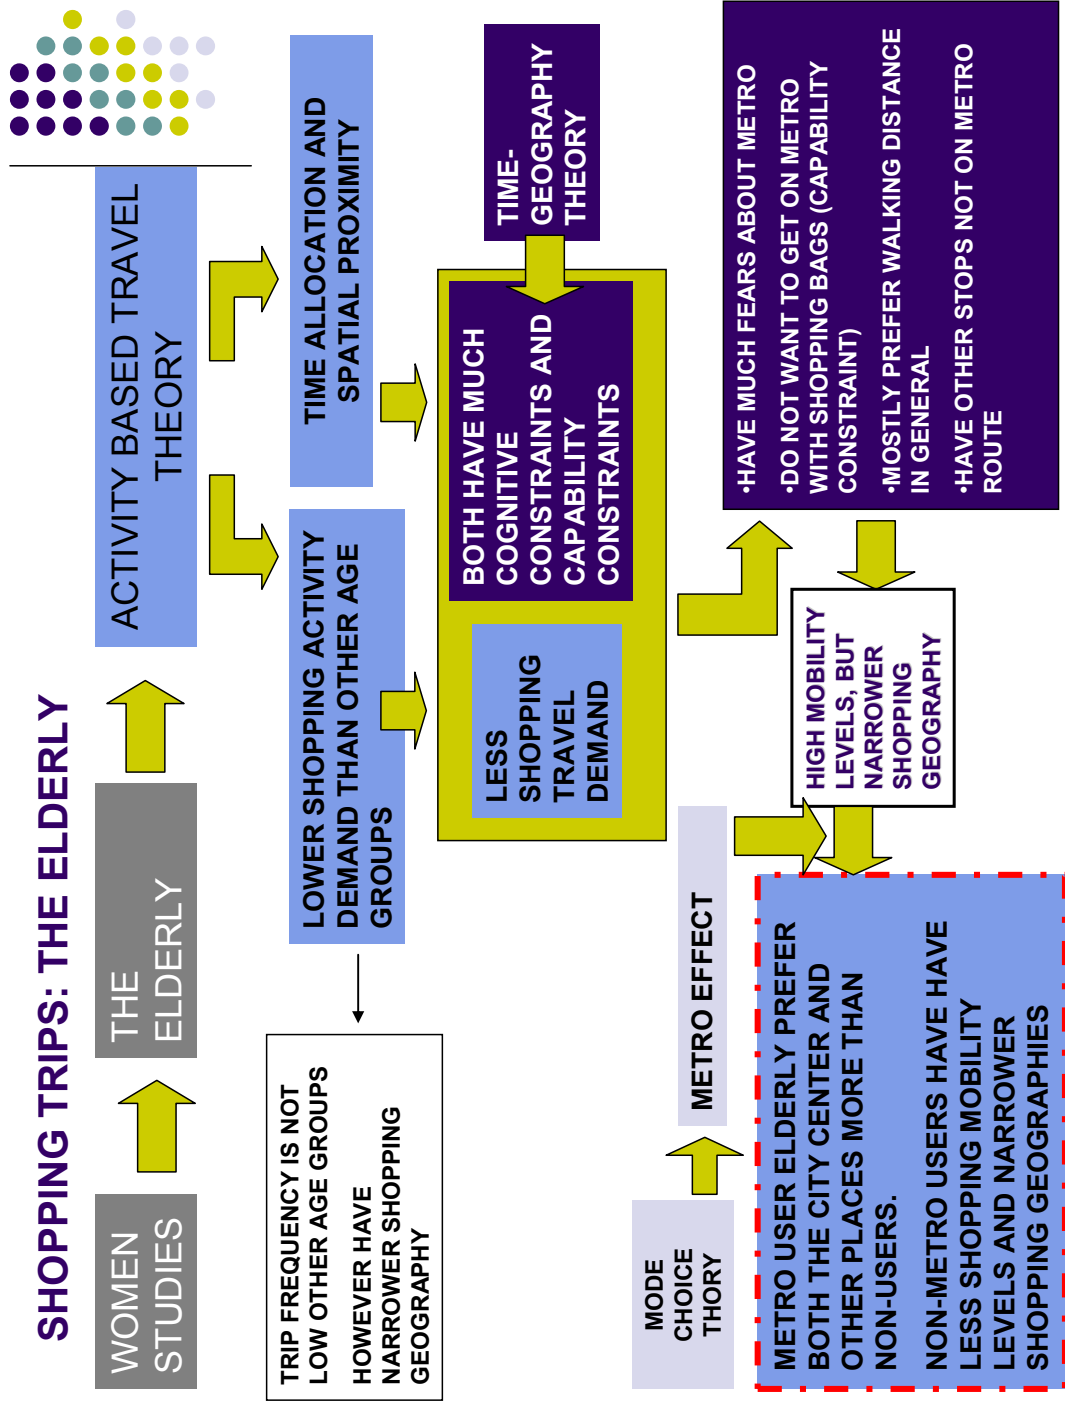 SHOPPING TRIPS: THE ELDERLY
WOMEN
STUDIES
THE
ELDERLY
ACTIVITY BASED TRAVEL
THEORY
TRIP FREQUENCY IS NOT
LOW OTHER AGE GROUPS
HOWEVER HAVE
NARROWER SHOPPING
GEOGRAPHY
LOWER SHOPPING ACTIVITY
DEMAND THAN OTHER AGE
GROUPS
TIME ALLOCATION AND
SPATIAL PROXIMITY
LESS
SHOPPING
TRAVEL
DEMAND
BOTH HAVE MUCH
COGNITIVE
CONSTRAINTS AND
CAPABILITY
CONSTRAINTS
TIME-
GEOGRAPHY
THEORY
MODE
CHOICE
THORY
METRO EFFECT
METRO USER ELDERLY PREFER
BOTH THE CITY CENTER AND
OTHER PLACES MORE THAN
NON-USERS.
NON-METRO USERS HAVE HAVE
LESS SHOPPING MOBILITY
LEVELS AND NARROWER
SHOPPING GEOGRAPHIES
HIGH MOBILITY
LEVELS, BUT
NARROWER
SHOPPING
GEOGRAPHY
•HAVE MUCH FEARS ABOUT METRO
•DO NOT WANT TO GET ON METRO
WITH SHOPPING BAGS (CAPABILITY
CONSTRAINT)
•MOSTLY PREFER WALKING DISTANCE
IN GENERAL
•HAVE OTHER STOPS NOT ON METRO
ROUTE